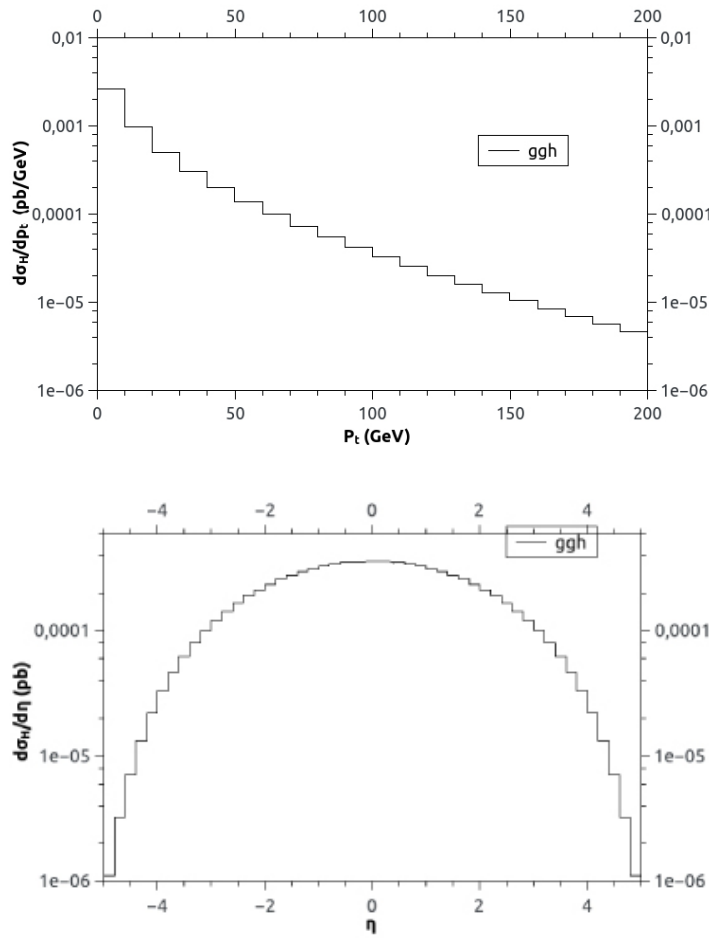 0 50 100 150 200
0,01 0,01
0,001 0,001
ggh
0,0001 0,0001
1e-05 1e-05
1e-06 1e-06
0 50 100 150 200
dσH/dpt (pb/GeV)
Pt (GeV)
−4 −2 0 2 4
ggh
0,0001 0,0001
1e−05 1e−05
1e−06 1e−06
−4 −2 0 2 4
dσH/dη (pb)
η